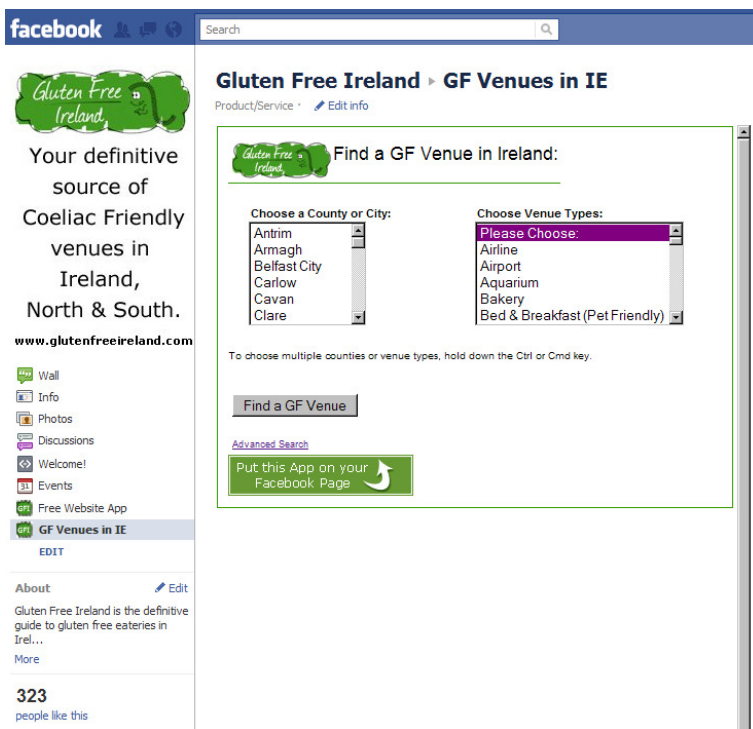 facebook
Search
Gluten Free
Ireland
Your definitive
source of
Coeliac Friendly
venues in
Ireland,
North & South.
www.glutenfreeireland.com
Wall
Info
Photos
Discussions
Welcome!
31 Events
GFI Free Website App
GFI GF Venues in IE
EDIT
About Edit
Gluten Free Ireland is the definitive
guide to gluten free eateries in
Irel...
More
323
people like this
Gluten Free Ireland ▸ GF Venues in IE
Product/Service · Edit info
Gluten Free
Ireland
Find a GF Venue in Ireland:
Choose a County or City:
Antrim
Armagh
Belfast City
Carlow
Cavan
Clare
Choose Venue Types:
Please Choose:
Airline
Airport
Aquarium
Bakery
Bed & Breakfast (Pet Friendly)
To choose multiple counties or venue types, hold down the Ctrl or Cmd key.
Find a GF Venue
Advanced Search
Put this App on your
Facebook Page